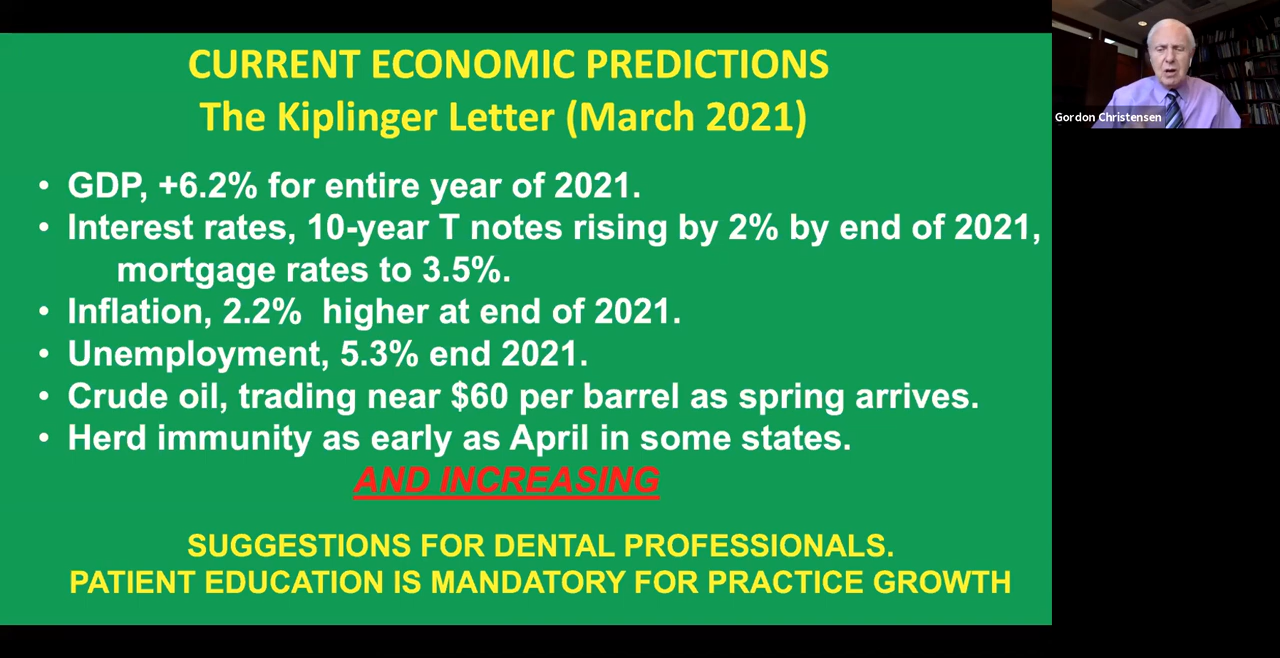 CURRENT ECONOMIC PREDICTIONS
The Kiplinger Letter (March 2021)
• GDP, +6.2% for entire year of 2021.
• Interest rates, 10-year T notes rising by 2% by end of 2021,
mortgage rates to 3.5%.
• Inflation, 2.2% higher at end of 2021.
• Unemployment, 5.3% end 2021.
• Crude oil, trading near $60 per barrel as spring arrives.
• Herd immunity as early as April in some states.
AND INCREASING
SUGGESTIONS FOR DENTAL PROFESSIONALS.
PATIENT EDUCATION IS MANDATORY FOR PRACTICE GROWTH
Gordon Christensen